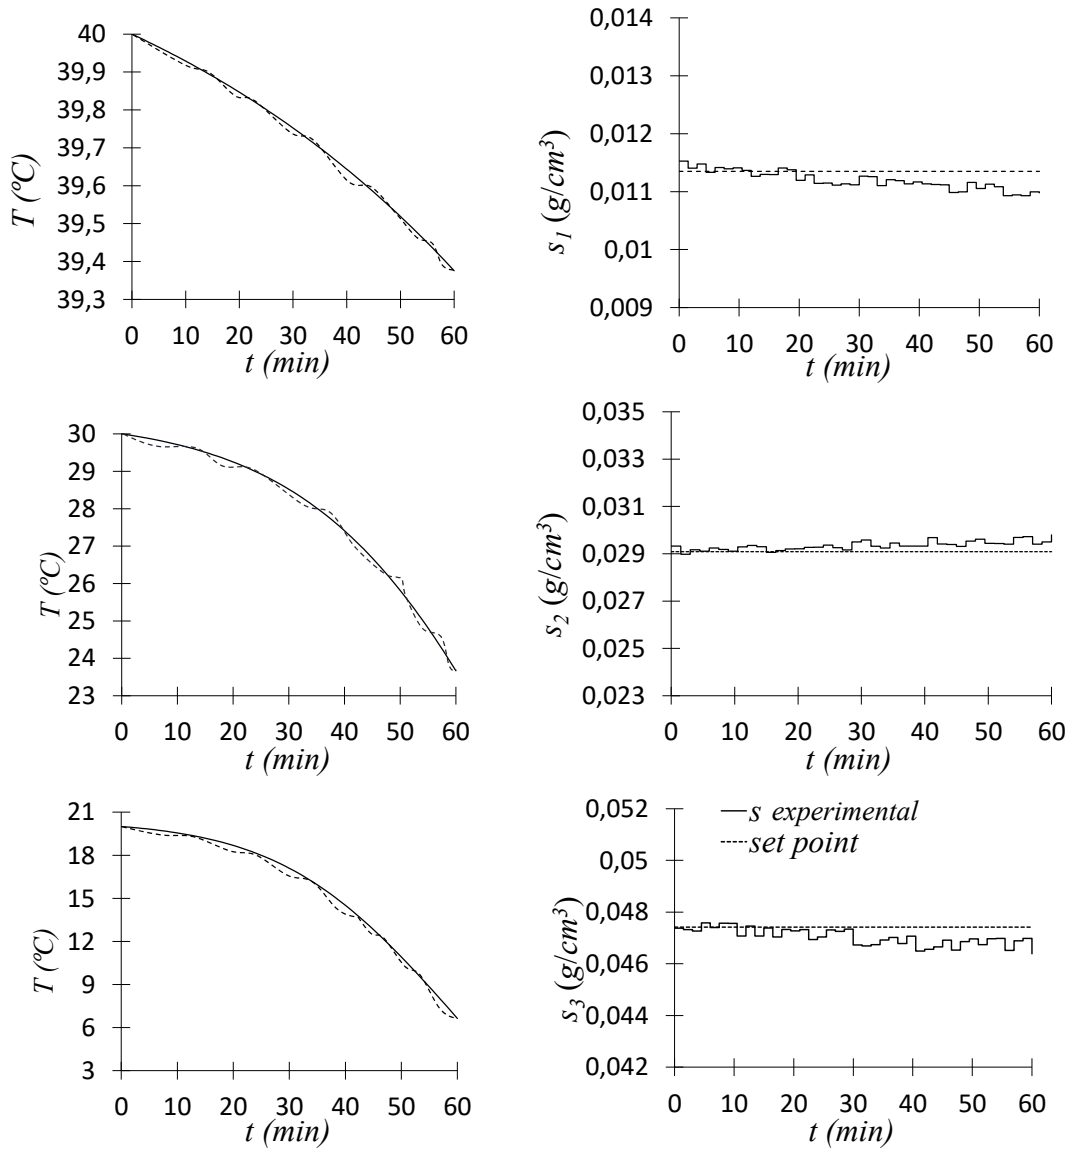 40
39,9
39,8
39,7
39,6
39,5
39,4
39,3
T (ºC)
0 10 20 30 40 50 60
t (min)
0,014
0,013
0,012
0,011
0,01
0,009
s1 (g/cm3)
0 10 20 30 40 50 60
t (min)
30
29
28
27
26
25
24
23
T (ºC)
0 10 20 30 40 50 60
t (min)
0,035
0,033
0,031
0,029
0,027
0,025
0,023
s2 (g/cm3)
0 10 20 30 40 50 60
t (min)
21
18
15
12
9
6
3
T (ºC)
0 10 20 30 40 50 60
t (min)
0,052
0,05
0,048
0,046
0,044
0,042
s3 (g/cm3)
s experimental
set point
0 10 20 30 40 50 60
t (min)